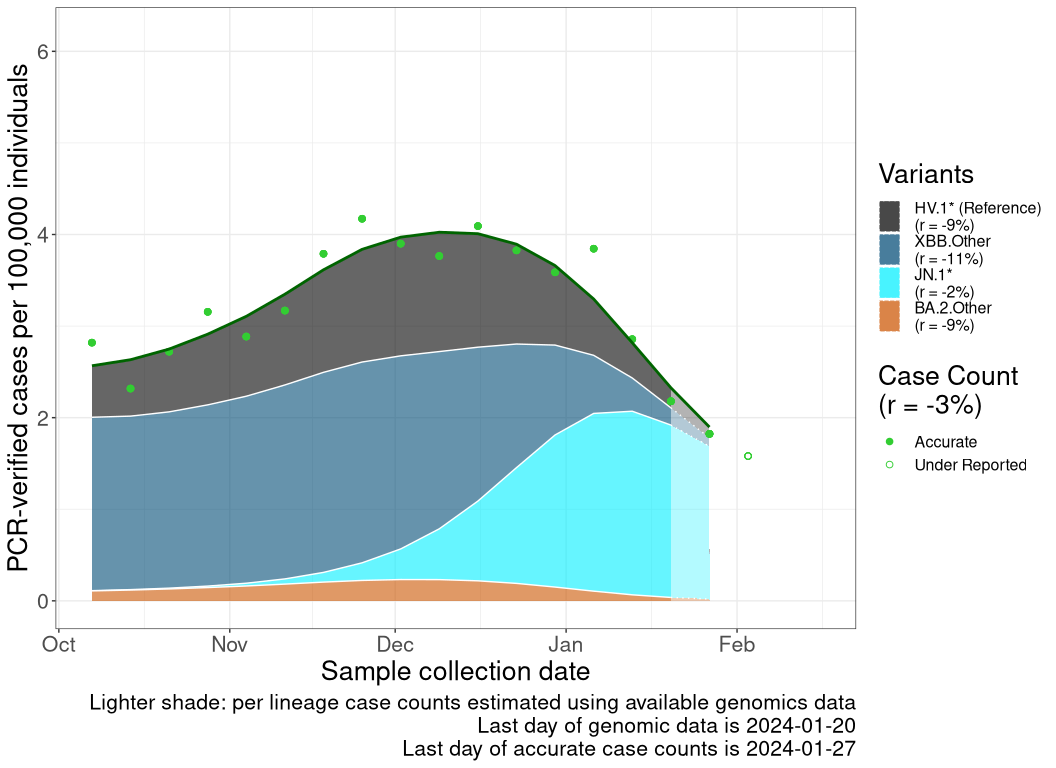 PCR-verified cases per 100,000 individuals
6
4
2
0
Oct
Nov
Dec
Jan
Feb
Sample collection date
Lighter shade: per lineage case counts estimated using available genomics data
Last day of genomic data is 2024-01-20
Last day of accurate case counts is 2024-01-27
Variants
HV.1* (Reference)
(r = -9%)
XBB.Other
(r = -11%)
JN.1*
(r = -2%)
BA.2.Other
(r = -9%)
Case Count
(r = -3%)
Accurate
Under Reported